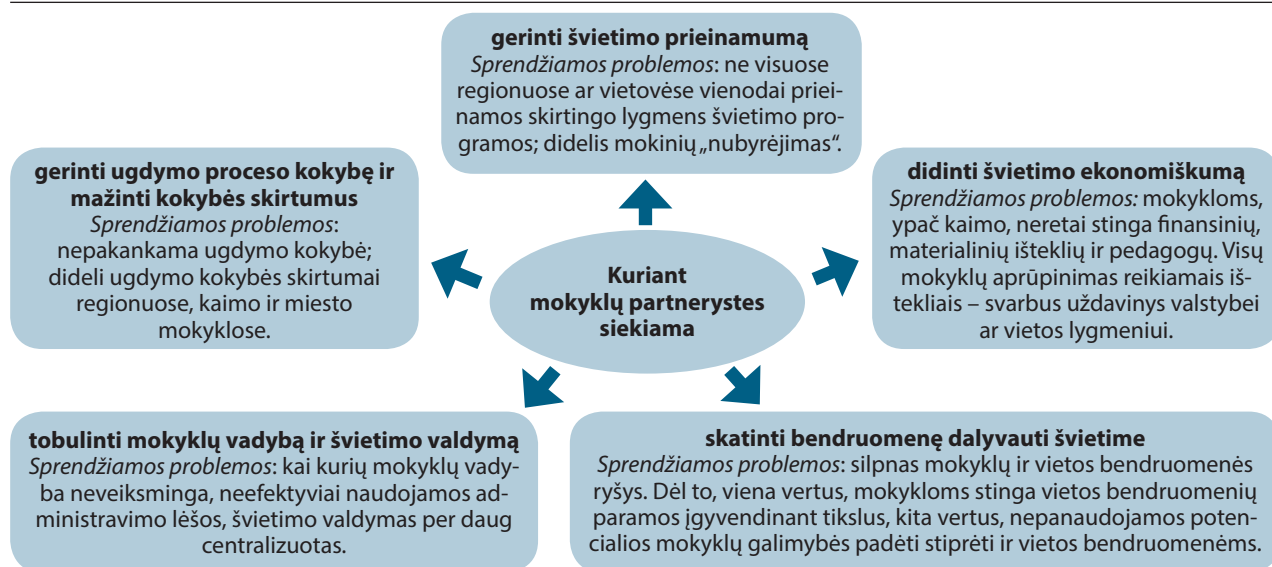 gerinti švietimo prieinamumą
Sprendžiamos problemos: ne visuose
regionuose ar vietovėse vienodai priei-
namos skirtingo lygmens švietimo pro-
gramos; didelis mokinių „nubyrėjimas“.
gerinti ugdymo proceso kokybę ir
mažinti kokybės skirtumus
Sprendžiamos problemos:
nepakankama ugdymo kokybė;
dideli ugdymo kokybės skirtumai
regionuose, kaimo ir miesto
mokyklose.
Kuriant
mokyklų partnerystes
siekiama
didinti švietimo ekonomiškumą
Sprendžiamos problemos: mokykloms,
ypač kaimo, neretai stinga finansinių,
materialinių išteklių ir pedagogų. Visų
mokyklų aprūpinimas reikiamais iš-
tekliais – svarbus uždavinys valstybei
ar vietos lygmeniui.
tobulinti mokyklų vadybą ir švietimo valdymą
Sprendžiamos problemos: kai kurių mokyklų vady-
ba neveiksminga, neefektyviai naudojamos ad-
ministravimo lėšos, švietimo valdymas per daug
centralizuotas.
skatinti bendruomenę dalyvauti švietime
Sprendžiamos problemos: silpnas mokyklų ir vietos bendruomenės
ryšys. Dėl to, viena vertus, mokykloms stinga vietos bendruomenių
paramos įgyvendinant tikslus, kita vertus, nepanaudojamos poten-
cialios mokyklų galimybės padėti stiprėti ir vietos bendruomenėms.